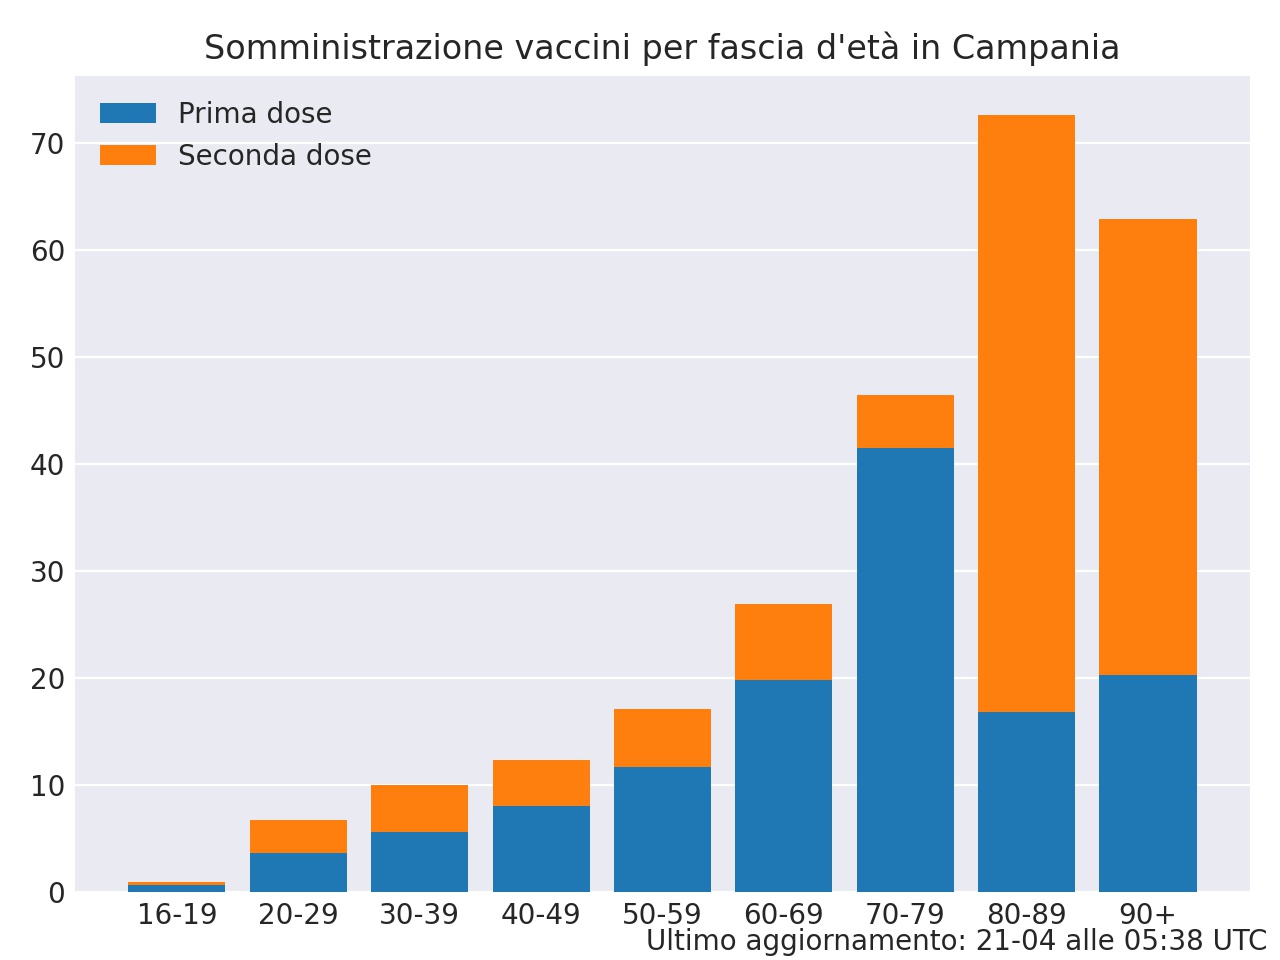 Somministrazione vaccini per fascia d'età in Campania
Prima dose
Seconda dose
70
60
50
40
30
20
10
0
16-19 20-29 30-39 40-49 50-59 60-69 70-79 80-89 90+
Ultimo aggiornamento: 21-04 alle 05:38 UTC